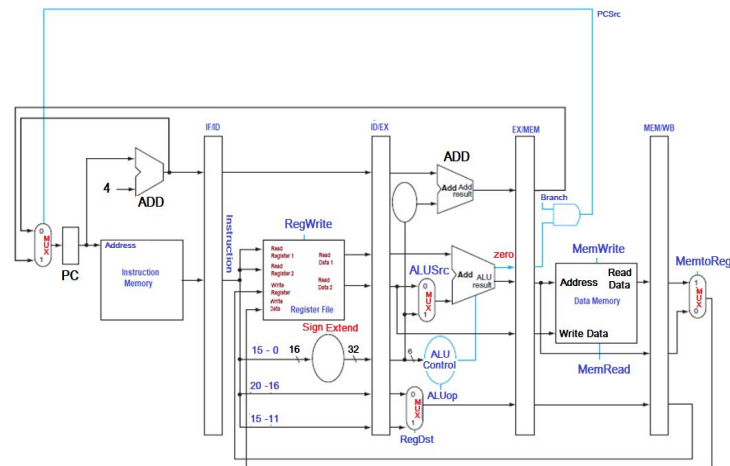 PCSrc
IF/ID
ID/EX
EX/MEM
MEM/WB
ADD
4
ADD
Add Add
result
Branch
0
MUX
1
PC
Address
Instruction
Memory
Instruction
RegWrite
Read
Register 1
Read
Register 2
Write
Register
Write
Data
Read
Data 1
Read
Data 2
Register File
ALUSrc
0
MUX
1
zero
Add ALU
result
MemWrite
Address
Read
Data
Data Memory
Write Data
MemRead
MemtoReg
1
MUX
0
Sign Extend
15 - 0
16
32
6
ALU
Control
ALUop
20 -16
15 -11
0
MUX
1
RegDst